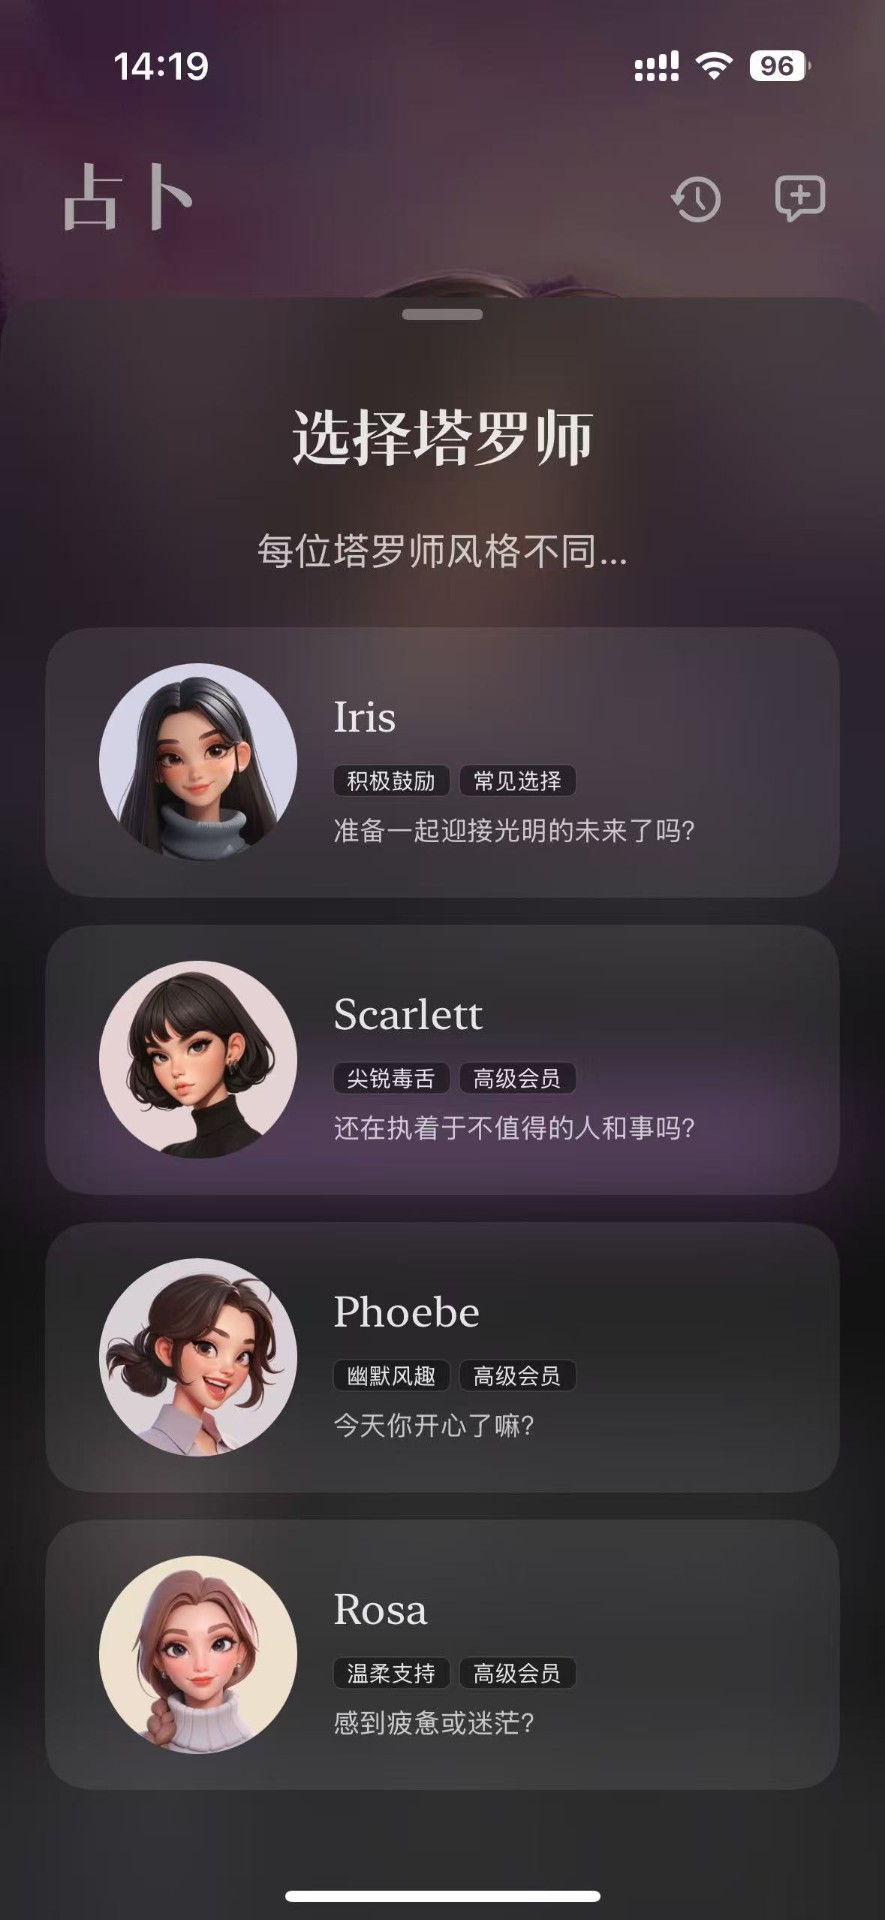 14:19
96
占卜
选择塔罗师
每位塔罗师风格不同...
Iris
积极鼓励 常见选择
准备一起迎接光明的未来了吗?
Scarlett
尖锐毒舌 高级会员
还在执着于不值得的人和事吗?
Phoebe
幽默风趣 高级会员
今天你开心了嘛?
Rosa
温柔支持 高级会员
感到疲惫或迷茫?